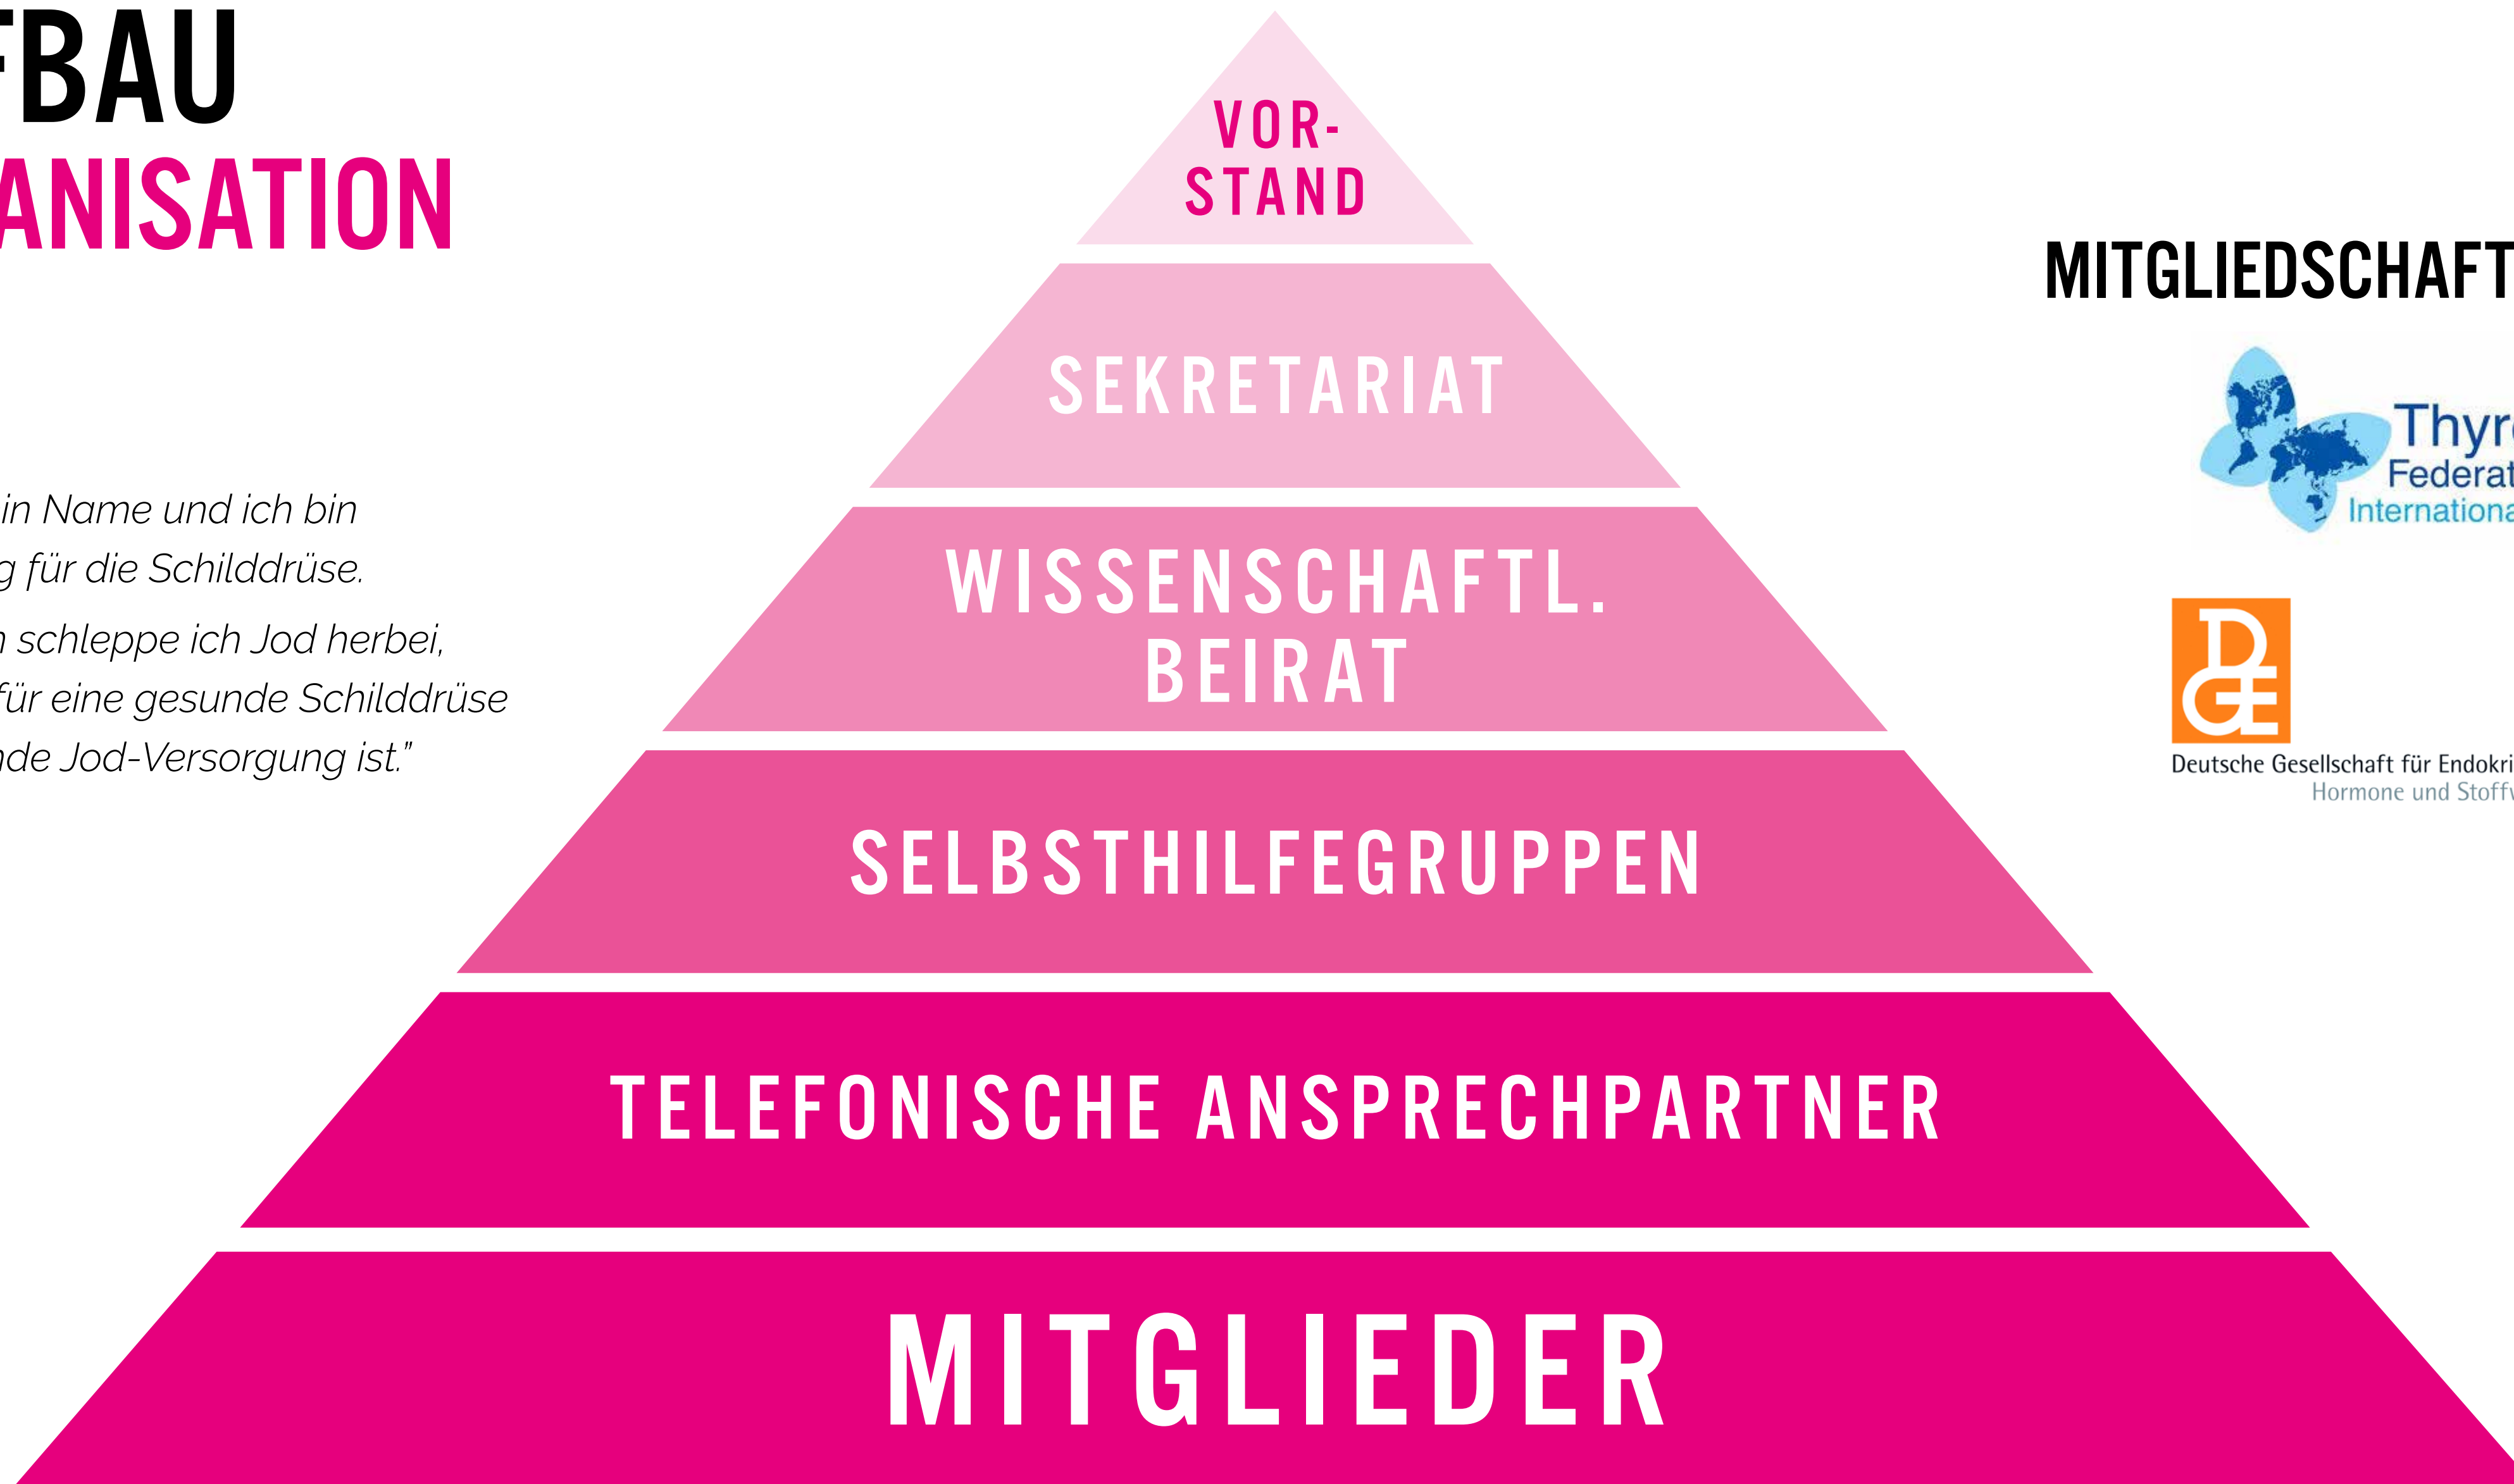 FBAU
ANISATION
in Name und ich bin
g für die Schilddrüse.
schleppe ich Jod herbei,
für eine gesunde Schilddrüse
nde Jod-Versorgung ist."
VOR-
STAND
SEKRETARIAT
WISSENSCHAFTL.
BEIRAT
SELBSTHILFEGRUPPEN
TELEFONISCHE ANSPRECHPARTNER
MITGLIEDER
MITGLIEDSCHAFT
Thyr
Federat
Internationa
DGE
Deutsche Gesellschaft für Endokri
Hormone und Stoff